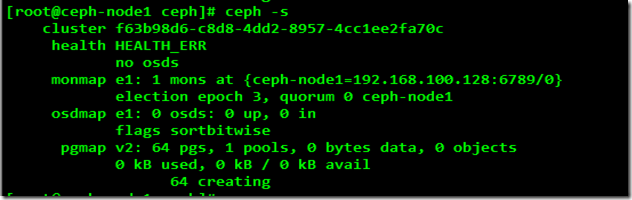 [root@ceph-node1 ceph]# ceph -s
cluster f63b98d6-c8d8-4dd2-8957-4cc1ee2fa70c
health HEALTH_ERR
no osds
monmap e1: 1 mons at {ceph-node1=192.168.100.128:6789/0}
election epoch 3, quorum 0 ceph-node1
osdmap e1: 0 osds: 0 up, 0 in
flags sortbitwise
pgmap v2: 64 pgs, 1 pools, 0 bytes data, 0 objects
0 kB used, 0 kB / 0 kB avail
64 creating